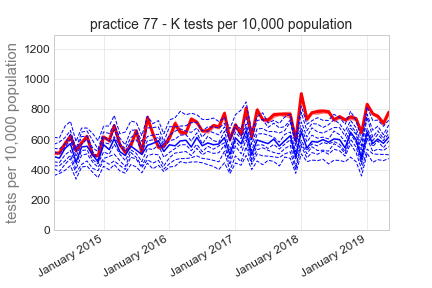 practice 77 - K tests per 10,000 population
tests per 10,000 population
1200
1000
800
600
400
200
0
January 2015
January 2016
January 2017
January 2018
January 2019